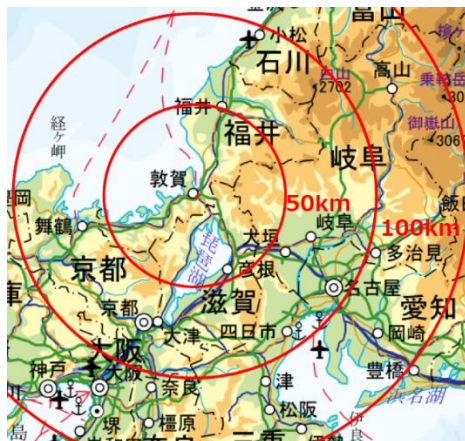 富山
小松
石川
白山
2702
高山
乗鞍岳
御嶽山
306
福井
福井
経ヶ岬
岐阜
敦賀
50km
100km
舞鶴
琵琶湖
大垣
岐阜
多治見
彦根
京都
滋賀
名古屋
愛知
京都
大津
四日市
岡崎
大阪
豊橋
浜名湖
神戸
大阪
奈良
津
堺
橿原
松阪